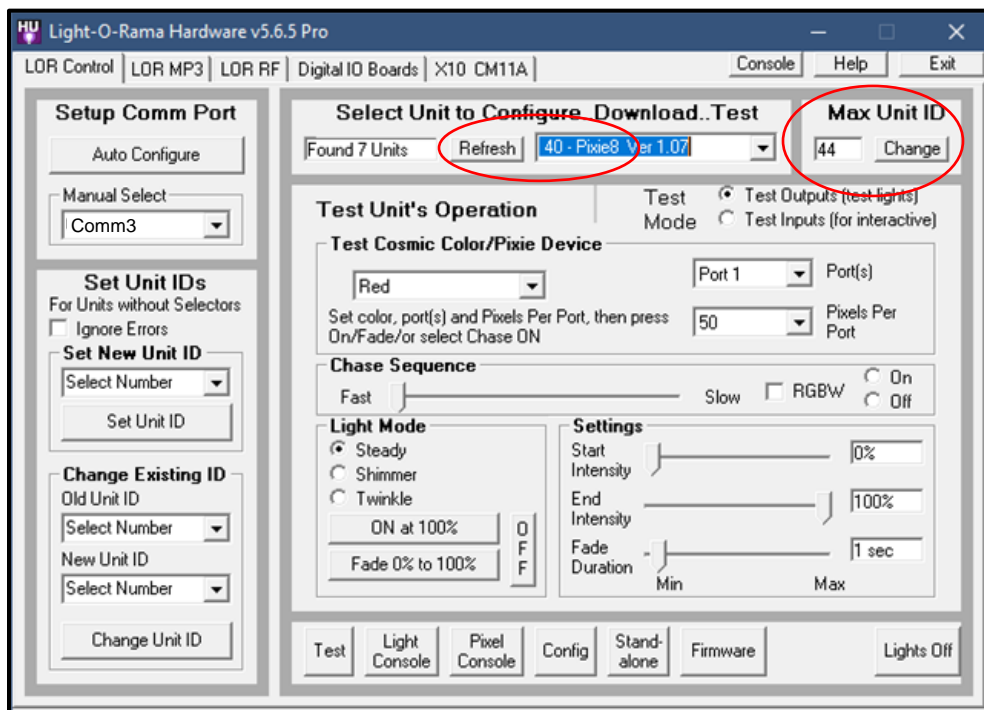 Light-O-Rama Hardware v5.6.5 Pro
LOR Control LOR MP3 LOR RF Digital IO Boards X10 CM11A Console Help Exit
Setup Comm Port
Auto Configure
Manual Select
Comm3
Set Unit IDs
For Units without Selectors
Ignore Errors
Set New Unit ID
Select Number
Set Unit ID
Change Existing ID
Old Unit ID
Select Number
New Unit ID
Select Number
Change Unit ID
Select Unit to Configure Download..Test
Found 7 Units Refresh 40 - Pixie8 Ver 1.07
Max Unit ID
44 Change
Test Unit's Operation
Test Mode
Test Outputs (test lights)
Test Inputs (for interactive)
Test Cosmic Color/Pixie Device
Red
Port 1 Port(s)
Set color, port(s) and Pixels Per Port, then press
On/Fade/or select Chase ON
50 Pixels Per
Port
Chase Sequence
Fast Slow RGBW On
Off
Light Mode
Steady
Shimmer
Twinkle
ON at 100%
Fade 0% to 100%
OFF
Settings
Start
Intensity
0%
End
Intensity
100%
Fade
Duration
1 sec
Min Max
Test
Light
Console
Pixel
Console
Config
Stand-
alone
Firmware
Lights Off
HU